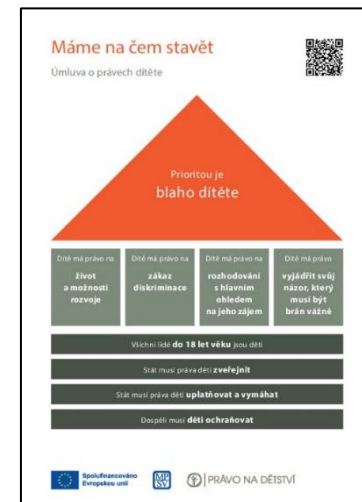 Máme na čem stavět
Úmluva o právech dítěte
Prioritou je
blaho dítěte
Dítě má právo na
život
a možnosti
rozvoje
Dítě má právo na
zákaz
diskriminace
Dítě má právo na
rozhodování
s hlavním
ohledem
na jeho zájem
Dítě má právo
vyjádřit svůj
názor, který
musí být
brán vážně
Všichni lidé do 18 let věku jsou děti
Stát musí práva dětí zveřejnit
Stát musí práva dětí uplatňovat a vymáhat
Dospělí musí děti ochraňovat
Spolufinancováno
Evropskou unií
MPSV
PRÁVO NA DĚTSTVÍ